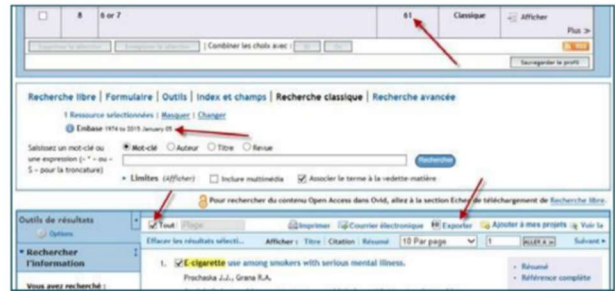 8 6 or 7 61 Classique Afficher
Plus >
Combiner les choix avec :
Sauvegarder le profil
Recherche libre | Formulaire | Outils | Index et champs | Recherche classique | Recherche avancée
1 Ressource sélectionnées | Masquer | Changer
Embase 1974 to 2015 January 05
Saisissez un mot-clé ou Mot-clé Auteur Titre Revue
une expression (- * - ou -
S - pour la troncature) Rechercher
Limites (Afficher) Inclure multimédia Associer le terme à la vedette-matière
Pour rechercher du contenu Open Access dans Ovid, allez à la section Echec de téléchargement de Recherche libre.
Outils de résultats Tout Plage Imprimer Courrier électronique Exporter Ajouter à mes projets Voir la
Options Effacer les résultats sélecti... Afficher : Titre | Citation | Résumé 10 Par page 1 ALLER A Suivant
Rechercher l'information
1. E-cigarette use among smokers with serious mental illness.
Prochaska J.J., Grana R.A.
Résumé
Référence complète
Vous avez recherché :